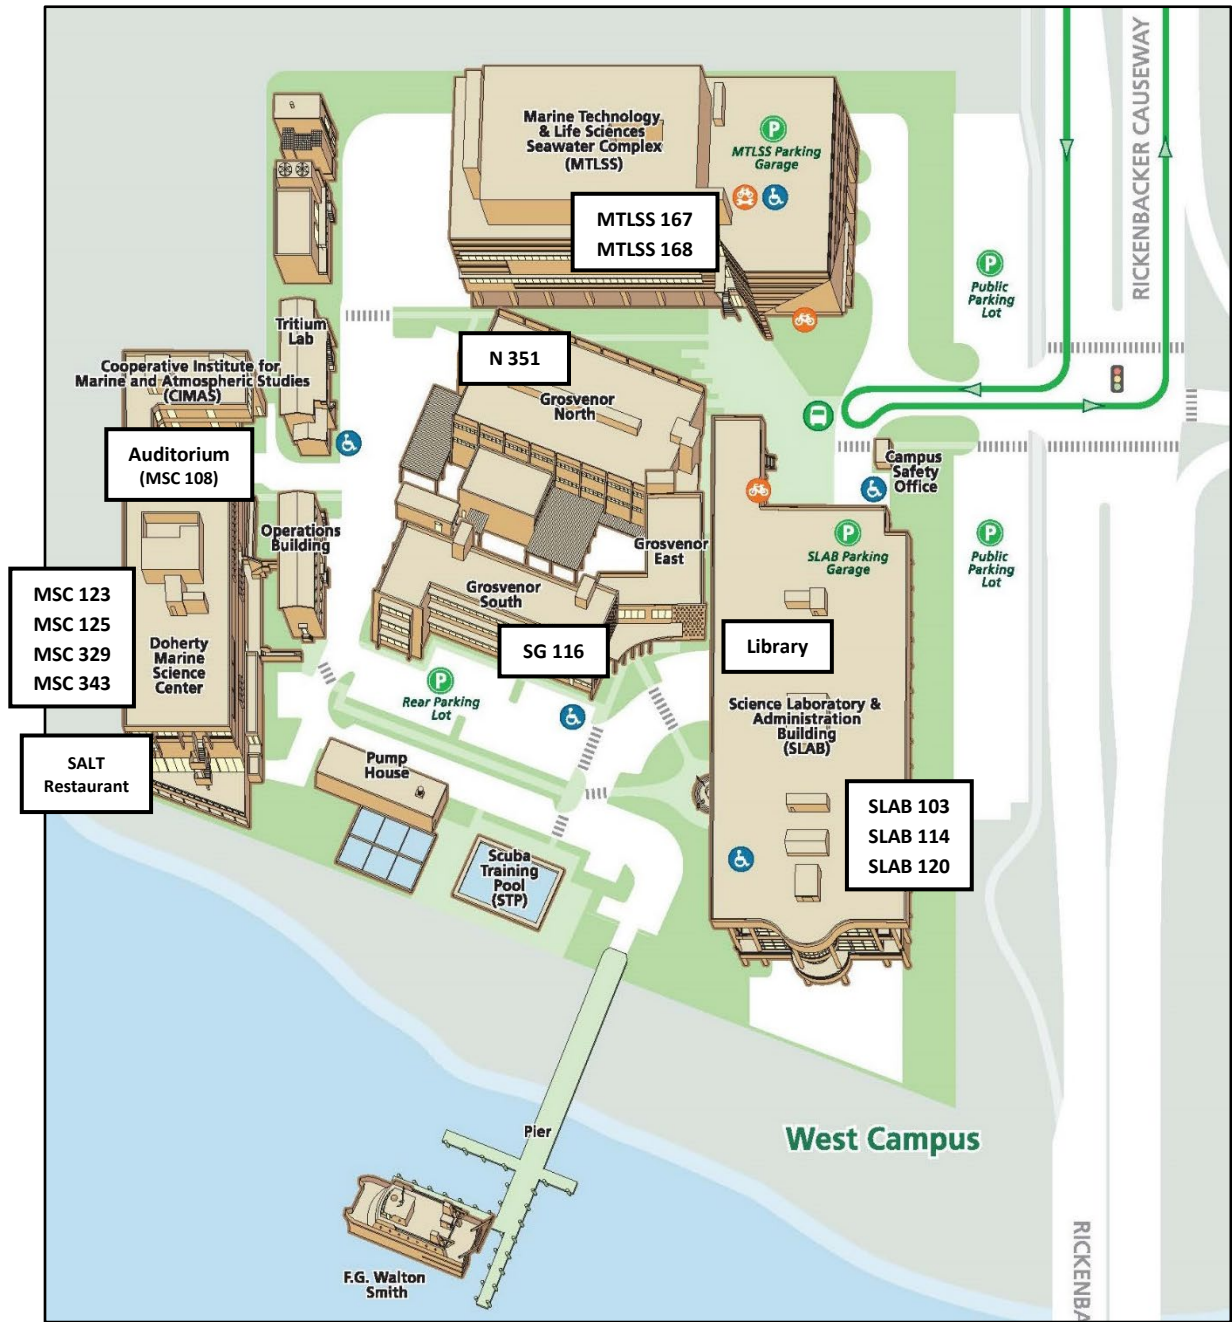 Marine Technology
& Life Sciences
Seawater Complex
(MTLSS)
P
MTLSS Parking
Garage
MTLSS 167
MTLSS 168
RICKENBACKER CAUSEWAY
P
Public
Parking
Lot
Tritium
Lab
Cooperative Institute for
Marine and Atmospheric Studies
(CIMAS)
N 351
Grosvenor
North
Auditorium
(MSC 108)
Campus
Safety
Office
Operations
Building
Grosvenor
East
P
SLAB Parking
Garage
P
Public
Parking
Lot
MSC 123
MSC 125
MSC 329
MSC 343
Doherty
Marine
Science
Center
Grosvenor
South
SG 116
Library
P
Rear Parking
Lot
Science Laboratory &
Administration
Building
(SLAB)
SALT
Restaurant
Pump
House
SLAB 103
SLAB 114
SLAB 120
Scuba
Training
Pool
(STP)
Pier
West Campus
F.G. Walton
Smith
RICKENBA